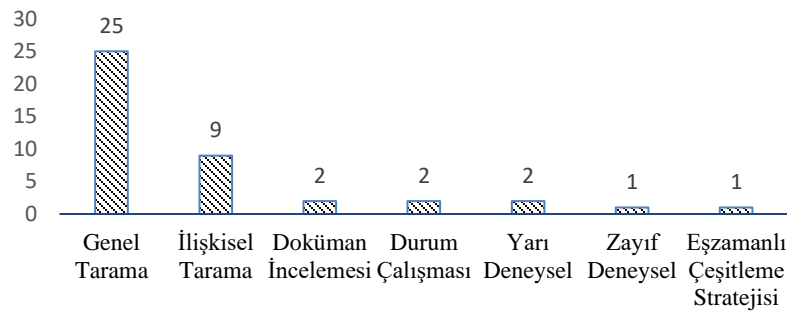 30
25
20
15
10
5
0
25
9
2
2
2
1
1
Genel
Tarama
İlişkisel
Tarama
Doküman
İncelemesi
Durum
Çalışması
Yarı
Deneysel
Zayıf
Deneysel
Eşzamanlı
Çeşitleme
Stratejisi